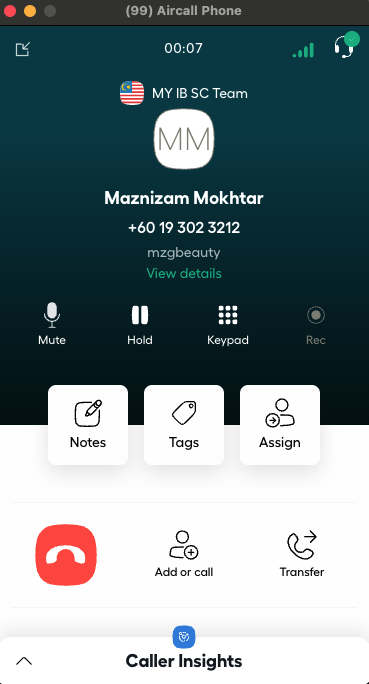 (99) Aircall Phone
00:07
MY IB SC Team
MM
Maznizam Mokhtar
+60 19 302 3212
mzgbeauty
View details
Mute Hold Keypad Rec
Notes Tags Assign
Add or call Transfer
Caller Insights